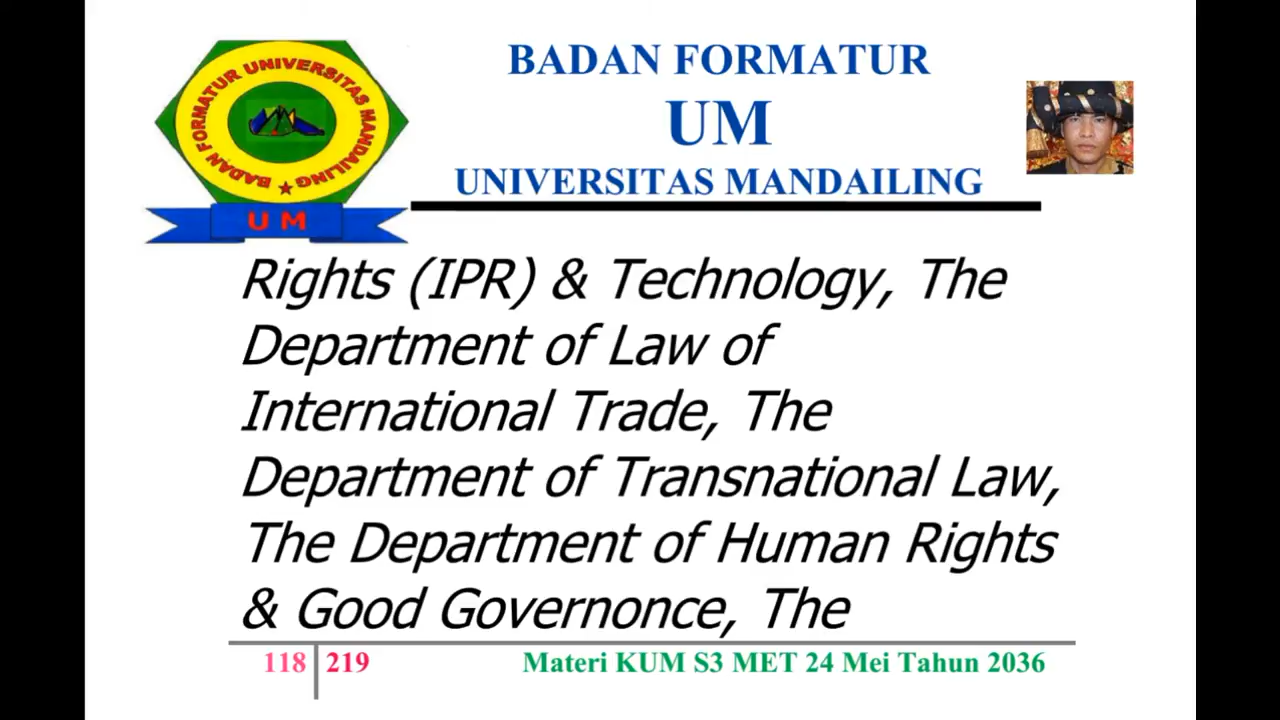 BADAN FORMATUR UNIVERSITAS MANDAILING
U M
BADAN FORMATUR
UM
UNIVERSITAS MANDAILING
Rights (IPR) & Technology, The
Department of Law of
International Trade, The
Department of Transnational Law,
The Department of Human Rights
& Good Governonce, The
118 219 Materi KUM S3 MET 24 Mei Tahun 2036